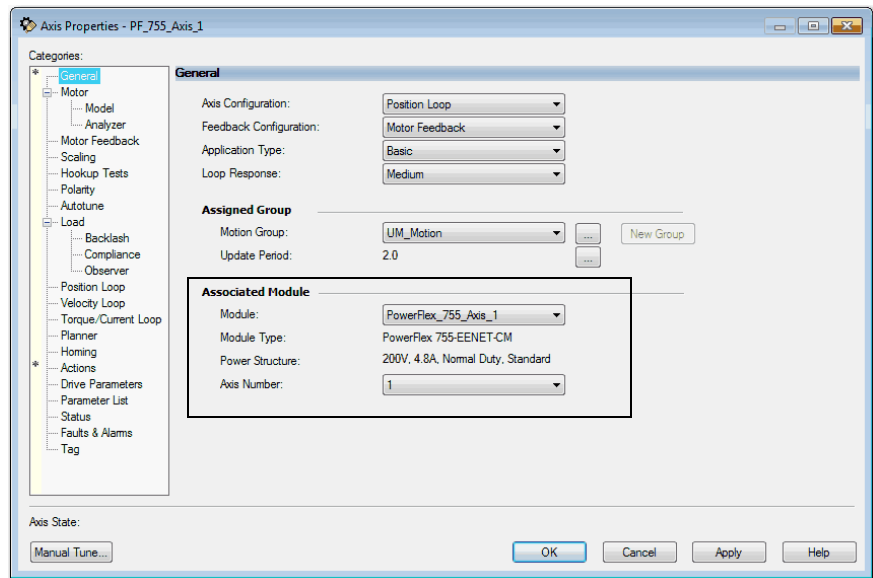 Axis Properties - PF_755_Axis_1
Categories:
* General
Motor
Model
Analyzer
Motor Feedback
Scaling
Hookup Tests
Polarity
Autotune
Load
Backlash
Compliance
Observer
Position Loop
Velocity Loop
Torque/Current Loop
Planner
Homing
* Actions
Drive Parameters
Parameter List
Status
Faults & Alarms
Tag
General
Axis Configuration: Position Loop
Feedback Configuration: Motor Feedback
Application Type: Basic
Loop Response: Medium
Assigned Group
Motion Group: UM_Motion ... New Group
Update Period: 2.0 ...
Associated Module
Module: PowerFlex_755_Axis_1
Module Type: PowerFlex 755-EENET-CM
Power Structure: 200V, 4.8A, Normal Duty, Standard
Axis Number: 1
Axis State:
Manual Tune... OK Cancel Apply Help